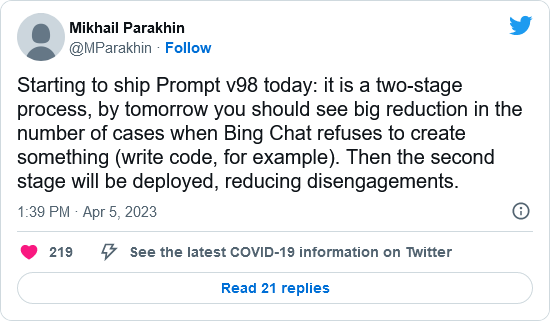 Mikhail Parakhin
@MParakhin · Follow
Starting to ship Prompt v98 today: it is a two-stage
process, by tomorrow you should see big reduction in the
number of cases when Bing Chat refuses to create
something (write code, for example). Then the second
stage will be deployed, reducing disengagements.
1:39 PM · Apr 5, 2023
219 See the latest COVID-19 information on Twitter
Read 21 replies